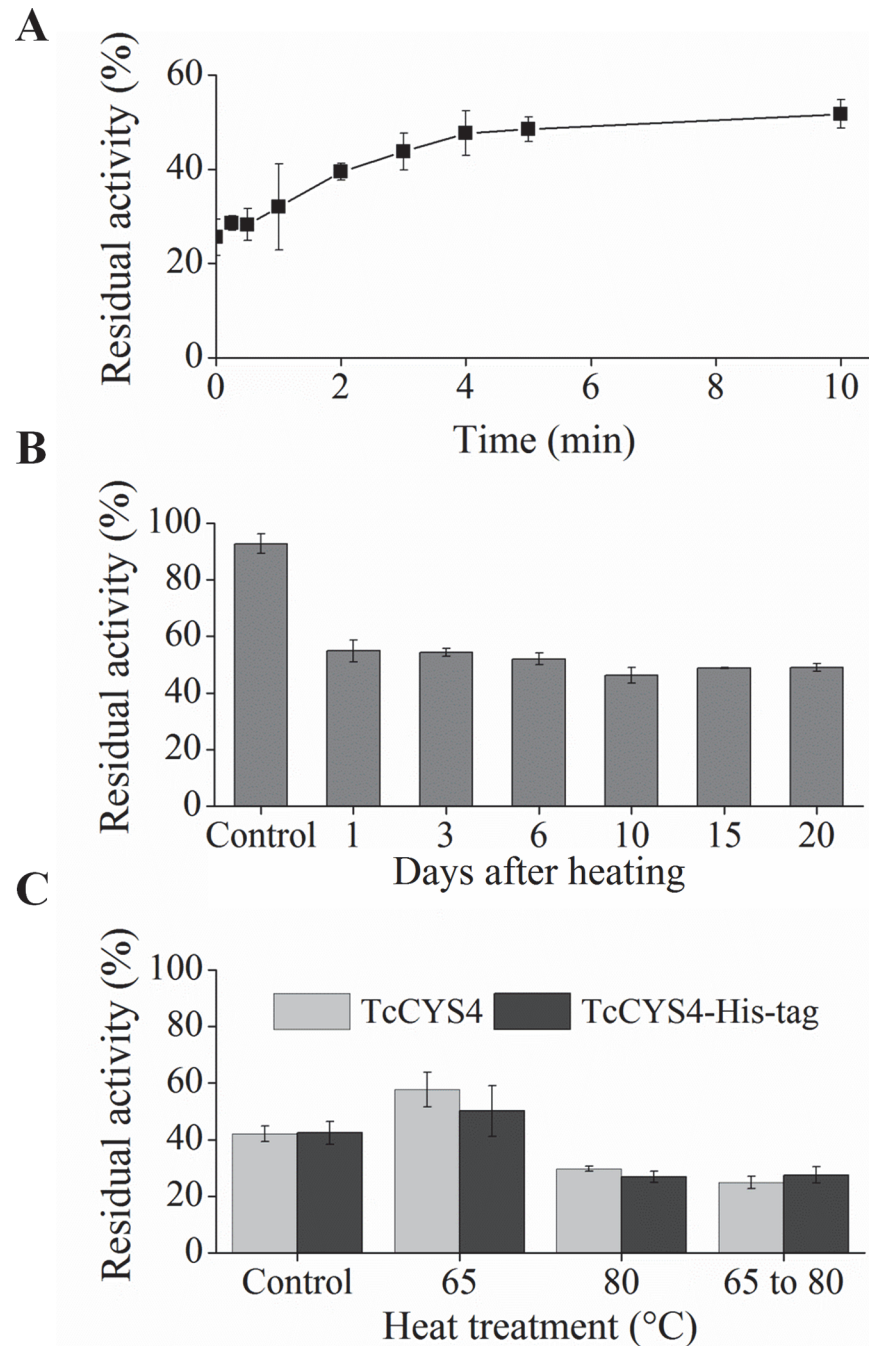 A
Residual activity (%)
60
40
20
0
0 2 4 6 8 10
Time (min)
B
Residual activity (%)
100
80
60
40
20
0
Control 1 3 6 10 15 20
Days after heating
C
Residual activity (%)
100
80
60
40
20
0
TcCYS4 TcCYS4-His-tag
Control 65 80 65 to 80
Heat treatment (°C)